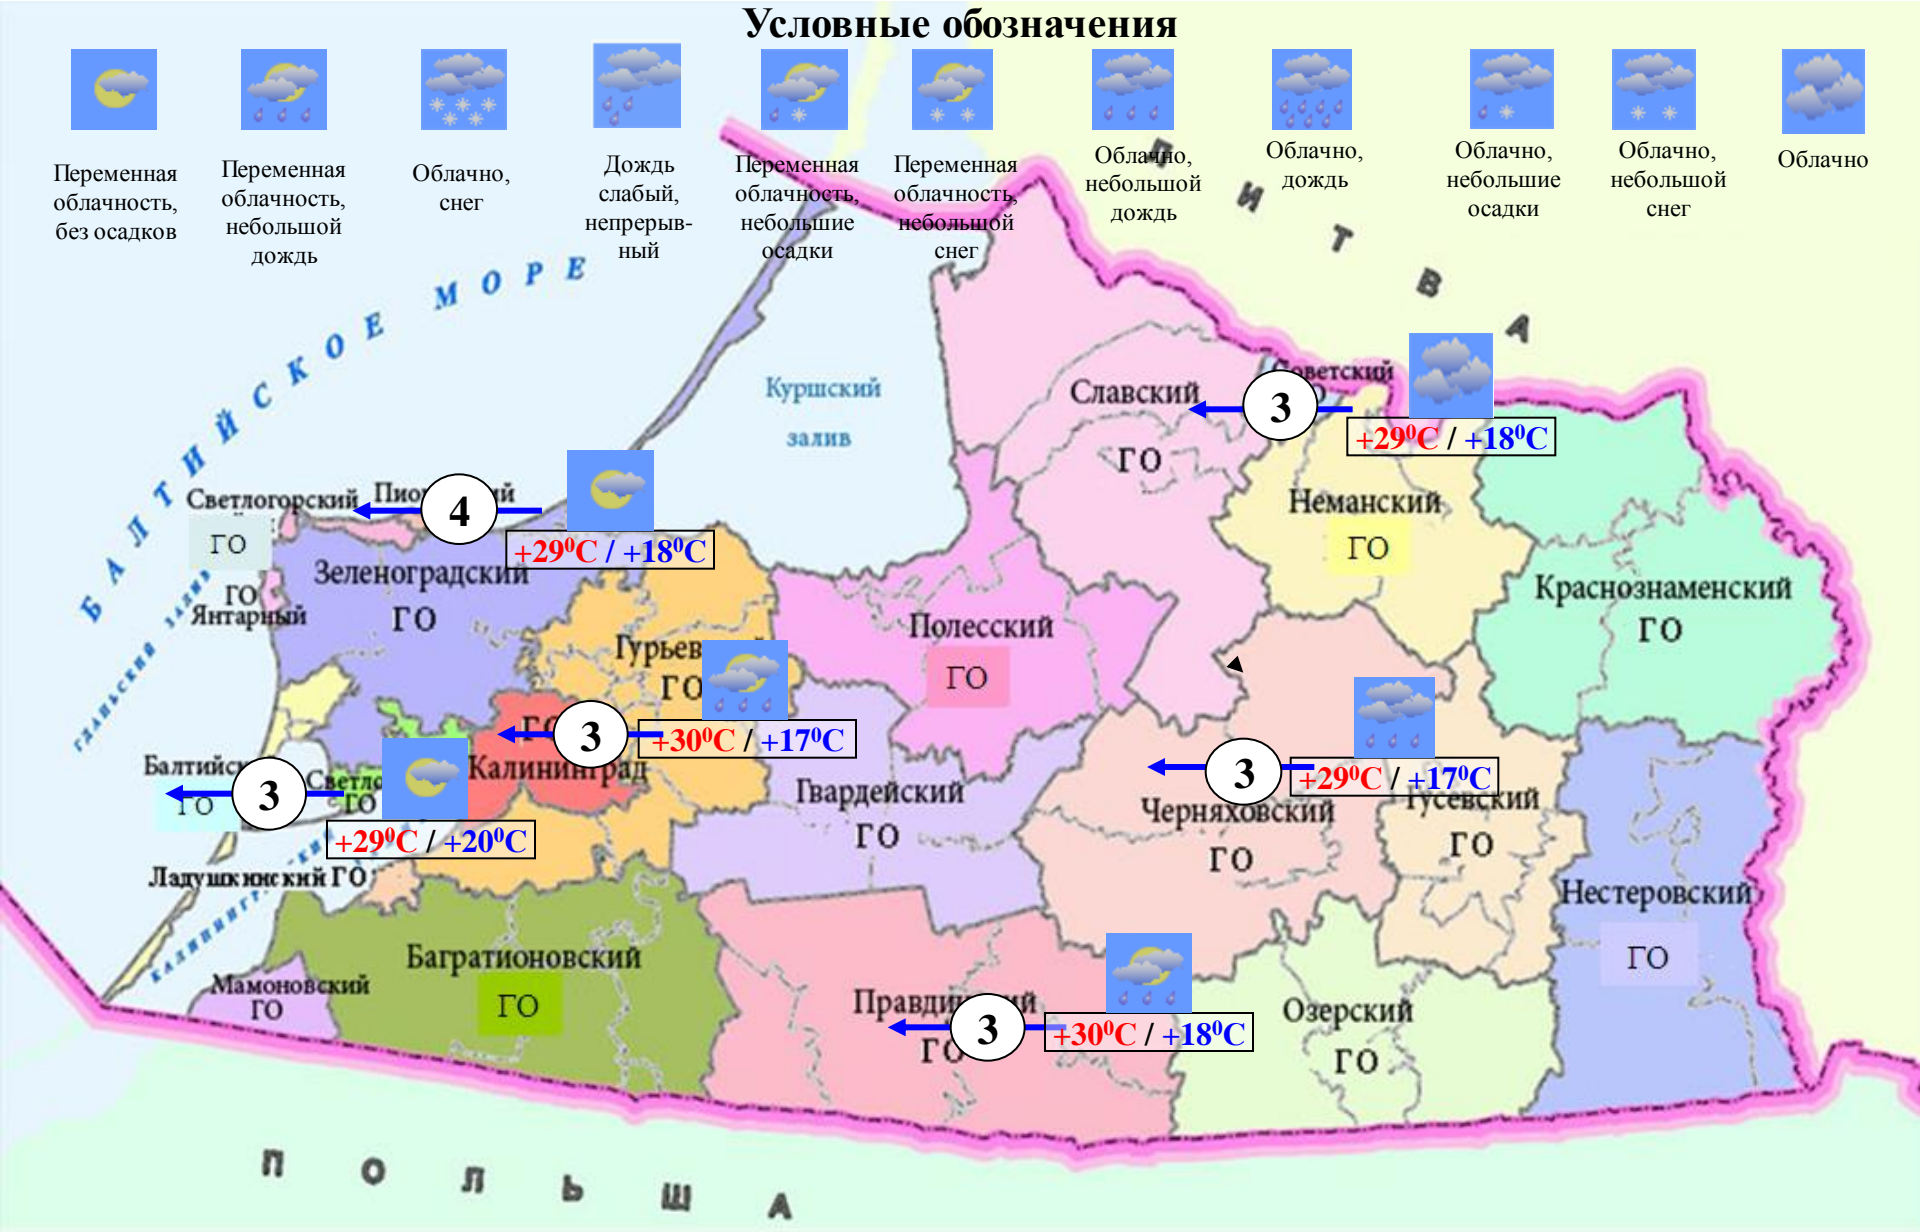 Условные обозначения
Переменная
облачность,
без осадков
Переменная
облачность,
небольшой
дождь
Облачно,
снег
Дождь
слабый,
непрерыв-
ный
Переменная
облачность,
небольшие
осадки
Переменная
облачность,
небольшой
снег
Облачно,
небольшой
дождь
Облачно,
дождь
Облачно,
небольшие
осадки
Облачно,
небольшой
снег
Облачно
БАЛТИЙСКОЕ МОРЕ
ЛИТВА
Куршский
залив
Славский
ГО
Советский
3
+29⁰C / +18⁰C
Неманский
ГО
Краснознаменский
ГО
Светлогорский
ГО
4
+29⁰C / +18⁰C
Зеленоградский
ГО
ГО
Янтарный
Гурьев
ГО
Полесский
ГО
3
+30⁰C / +17⁰C
ГО
Калининград
Балтийск
ГО
3
Светло
ГО
+29⁰C / +20⁰C
Гвардейский
ГО
3
+29⁰C / +17⁰C
Черняховский
ГО
Гусевский
ГО
Нестеровский
ГО
Ладушкинский ГО
Багратионовский
ГО
Мамоновский
ГО
Правдинский
ГО
3
+30⁰C / +18⁰C
Озерский
ГО
ПОЛЬША